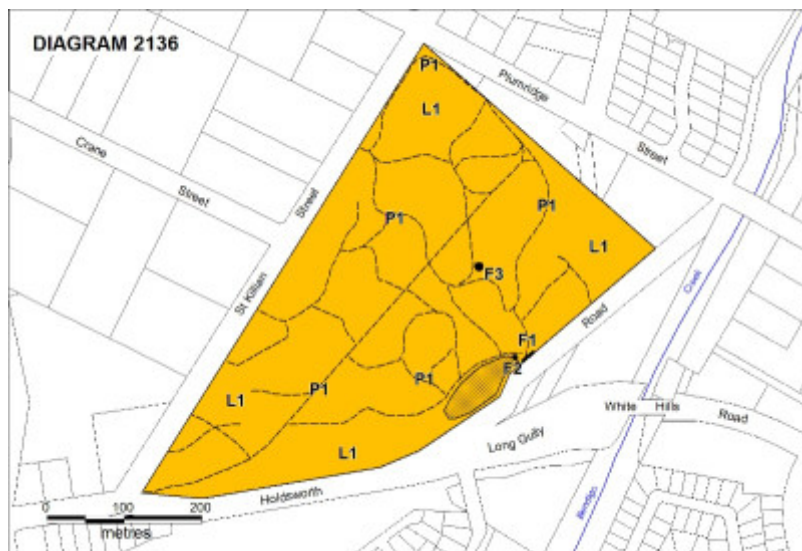 DIAGRAM 2136
P1
Plumridge
Street
L1
Crane
Street
Street
P1
P1
L1
F3
St Killian
Creek
Road
F1
F2
P1
P1
L1
White Hills Road
Long Gully
L1
Holdsworth
Bendigo
0 100 200
metres